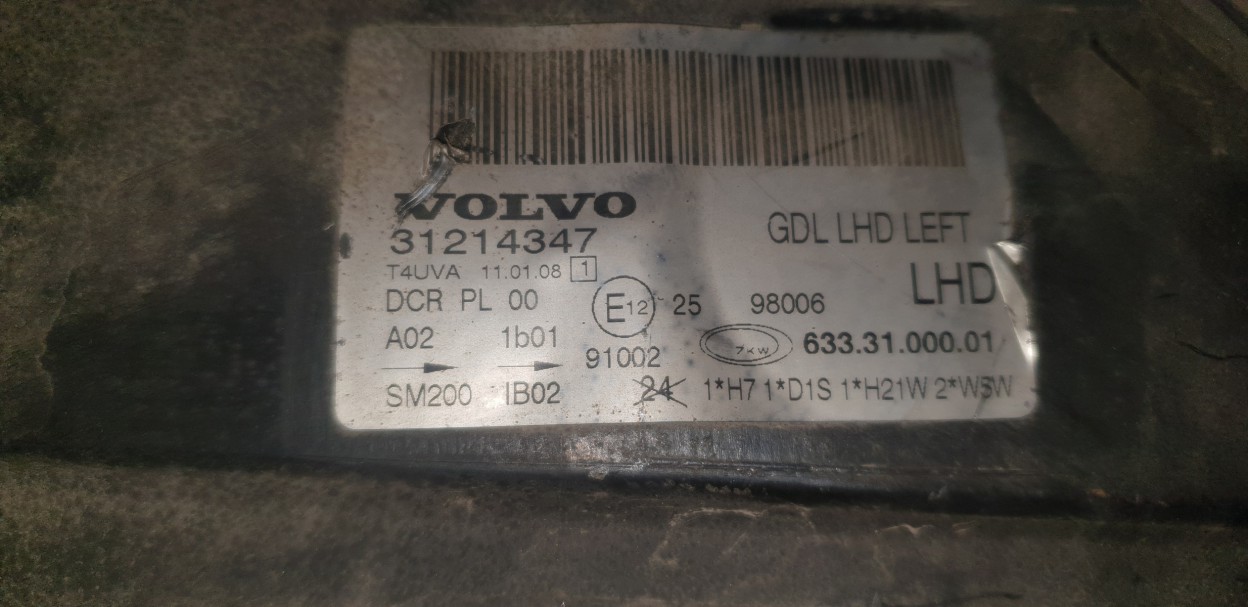 VOLVO
31214347
GDL LHD LEFT
T4UVA 11.01.08 1
LHD
DCR PL 00
E12 25 98006
A02 1b01
91002
7KW 633.31.000.01
SM200 IB02
24 1*H7 1*D1S 1*H21W 2*W5W